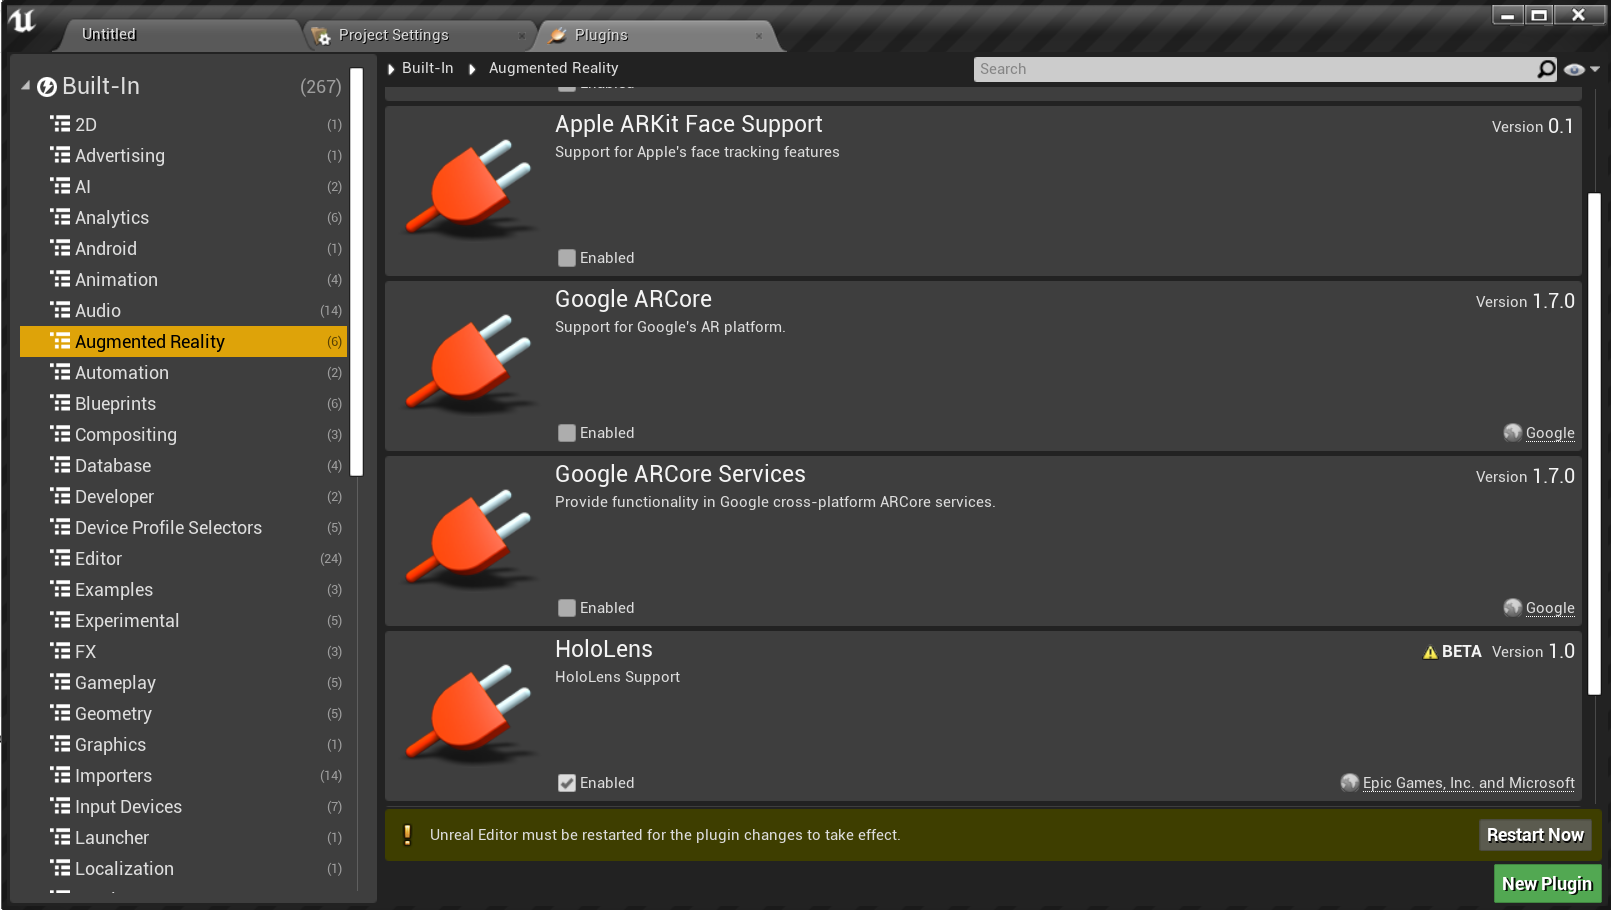 Untitled
Project Settings
Plugins
Built-In (267)
2D (1)
Advertising (1)
AI (2)
Analytics (6)
Android (1)
Animation (4)
Audio (14)
Augmented Reality (6)
Automation (2)
Blueprints (6)
Compositing (3)
Database (4)
Developer (2)
Device Profile Selectors (5)
Editor (24)
Examples (3)
Experimental (5)
FX (3)
Gameplay (5)
Geometry (5)
Graphics (1)
Importers (14)
Input Devices (7)
Launcher (1)
Localization (1)
Built-In Augmented Reality
Search
Enabled
Apple ARKit Face Support
Version 0.1
Support for Apple's face tracking features
Enabled
Google ARCore
Version 1.7.0
Support for Google's AR platform.
Enabled
Google
Google ARCore Services
Version 1.7.0
Provide functionality in Google cross-platform ARCore services.
Enabled
Google
HoloLens
BETA Version 1.0
HoloLens Support
Enabled
Epic Games, Inc. and Microsoft
Unreal Editor must be restarted for the plugin changes to take effect.
Restart Now
New Plugin